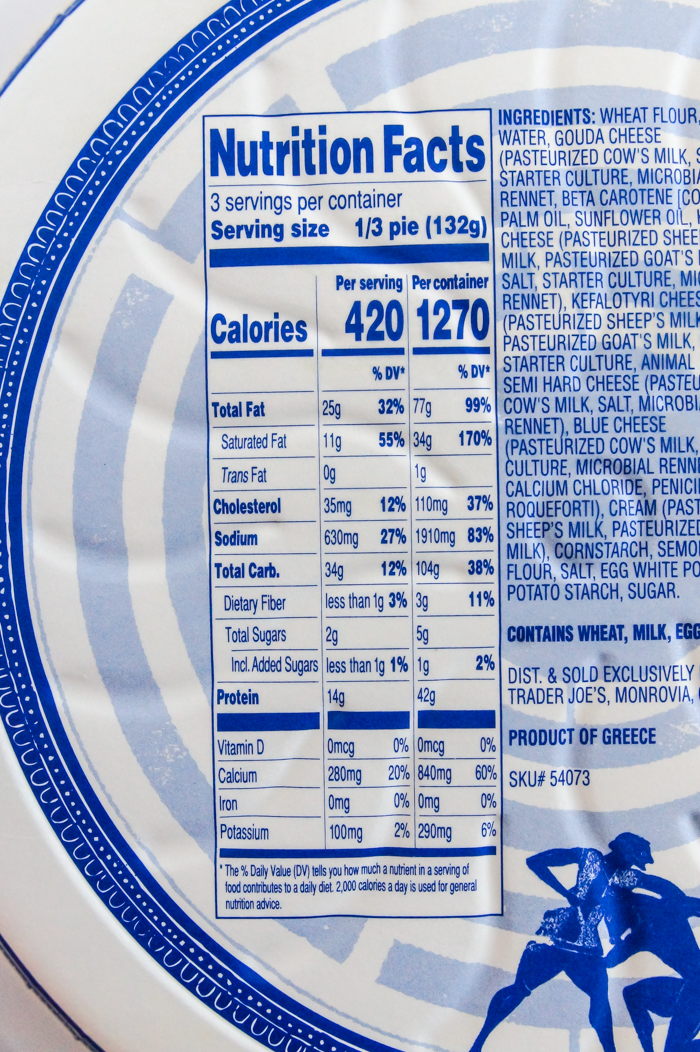 Nutrition Facts
3 servings per container
Serving size 1/3 pie (132g)
Per serving Per container
Calories 420 1270
% DV* % DV*
Total Fat 25g 32% 77g 99%
Saturated Fat 11g 55% 34g 170%
Trans Fat 0g 1g
Cholesterol 35mg 12% 110mg 37%
Sodium 630mg 27% 1910mg 83%
Total Carb. 34g 12% 104g 38%
Dietary Fiber less than 1g 3% 3g 11%
Total Sugars 2g 5g
Incl. Added Sugars less than 1g 1% 1g 2%
Protein 14g 42g
Vitamin D 0mcg 0% 0mcg 0%
Calcium 280mg 20% 840mg 60%
Iron 0mg 0% 0mg 0%
Potassium 100mg 2% 290mg 6%
* The % Daily Value (DV) tells you how much a nutrient in a serving of
food contributes to a daily diet. 2,000 calories a day is used for general
nutrition advice.
INGREDIENTS: WHEAT FLOUR,
WATER, GOUDA CHEESE
(PASTEURIZED COW'S MILK,
STARTER CULTURE,
RENNET, BETA CAROTENE
PALM OIL, SUNFLOWER OIL,
CHEESE (PASTEURIZED
MILK, PASTEURIZED GOAT'S
SALT, STARTER CULTURE,
RENNET), KEFALOTYRI
(PASTEURIZED SHEEP'S
PASTEURIZED GOAT'S MILK,
STARTER CULTURE, ANIMAL
SEMI HARD CHEESE
COW'S MILK, SALT,
RENNET), BLUE CHEESE
(PASTEURIZED COW'S MILK,
CULTURE, MICROBIAL
CALCIUM CHLORIDE,
ROQUEFORTI), CREAM
SHEEP'S MILK,
MILK), CORNSTARCH,
FLOUR, SALT, EGG WHITE
POTATO STARCH, SUGAR.
CONTAINS WHEAT, MILK,
DIST. & SOLD EXCLUSIVELY
TRADER JOE'S, MONROVIA,
PRODUCT OF GREECE
SKU# 54073